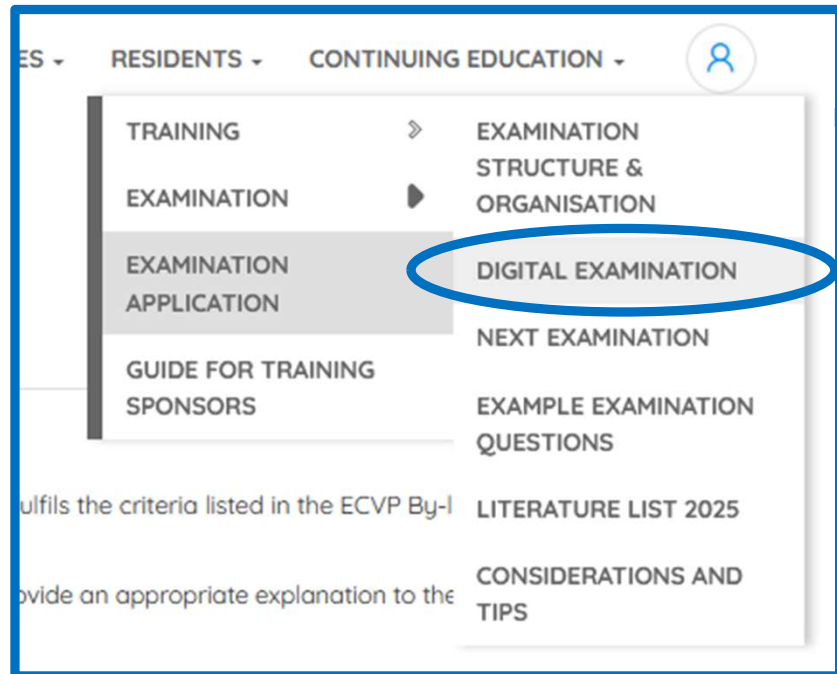 ES RESIDENTS CONTINUING EDUCATION
TRAINING
EXAMINATION
EXAMINATION
APPLICATION
GUIDE FOR TRAINING
SPONSORS
EXAMINATION
STRUCTURE &
ORGANISATION
DIGITAL EXAMINATION
NEXT EXAMINATION
EXAMPLE EXAMINATION
QUESTIONS
LITERATURE LIST 2025
CONSIDERATIONS AND
TIPS
ulfils the criteria listed in the ECVP By-l
ovide an appropriate explanation to the